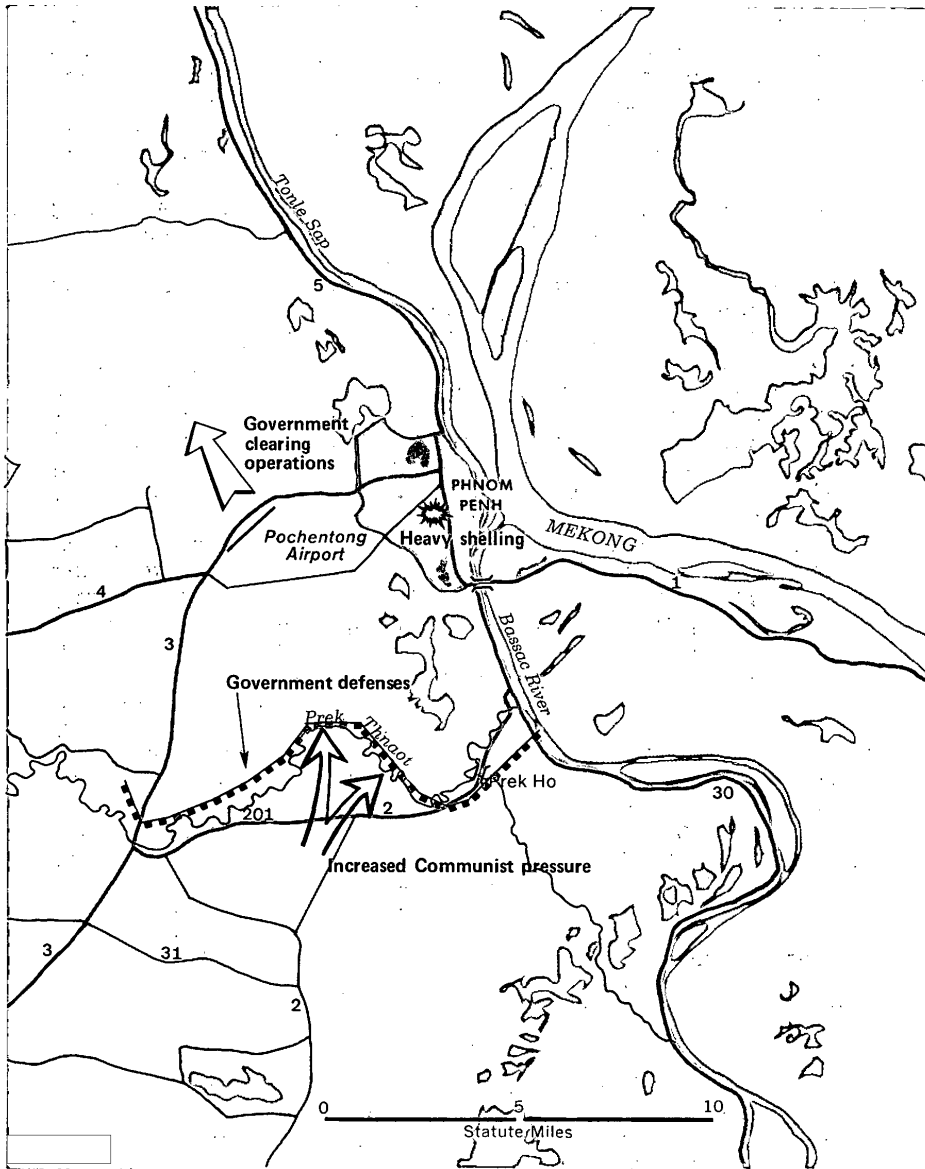 Tonle Sap
5
Government
clearing
operations
PHNOM
PENH
Heavy shelling
Pochentong
Airport
MEKONG
4
1
3
Bassac River
Government defenses
Prek
Thnaot
Prek Ho
30
201
2
Increased Communist pressure
3
31
2
0
5
10
Statute Miles